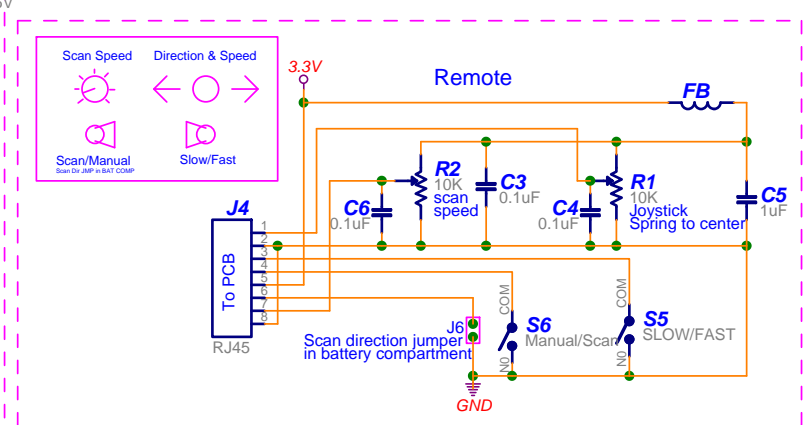 5V
Scan Speed
Direction & Speed
Scan/Manual
Scan Dir JMP in BAT COMP
Slow/Fast
3.3V
Remote
FB
R2
10K
scan
speed
C3
0.1uF
R1
10K
Joystick
Spring to center
C5
1uF
C6
0.1uF
C4
0.1uF
J4
1
2
3
4
5
6
7
8
To PCB
RJ45
J6
Scan direction jumper
in battery compartment
COM
S6
Manual/Scan
N0
COM
S5
SLOW/FAST
N0
GND